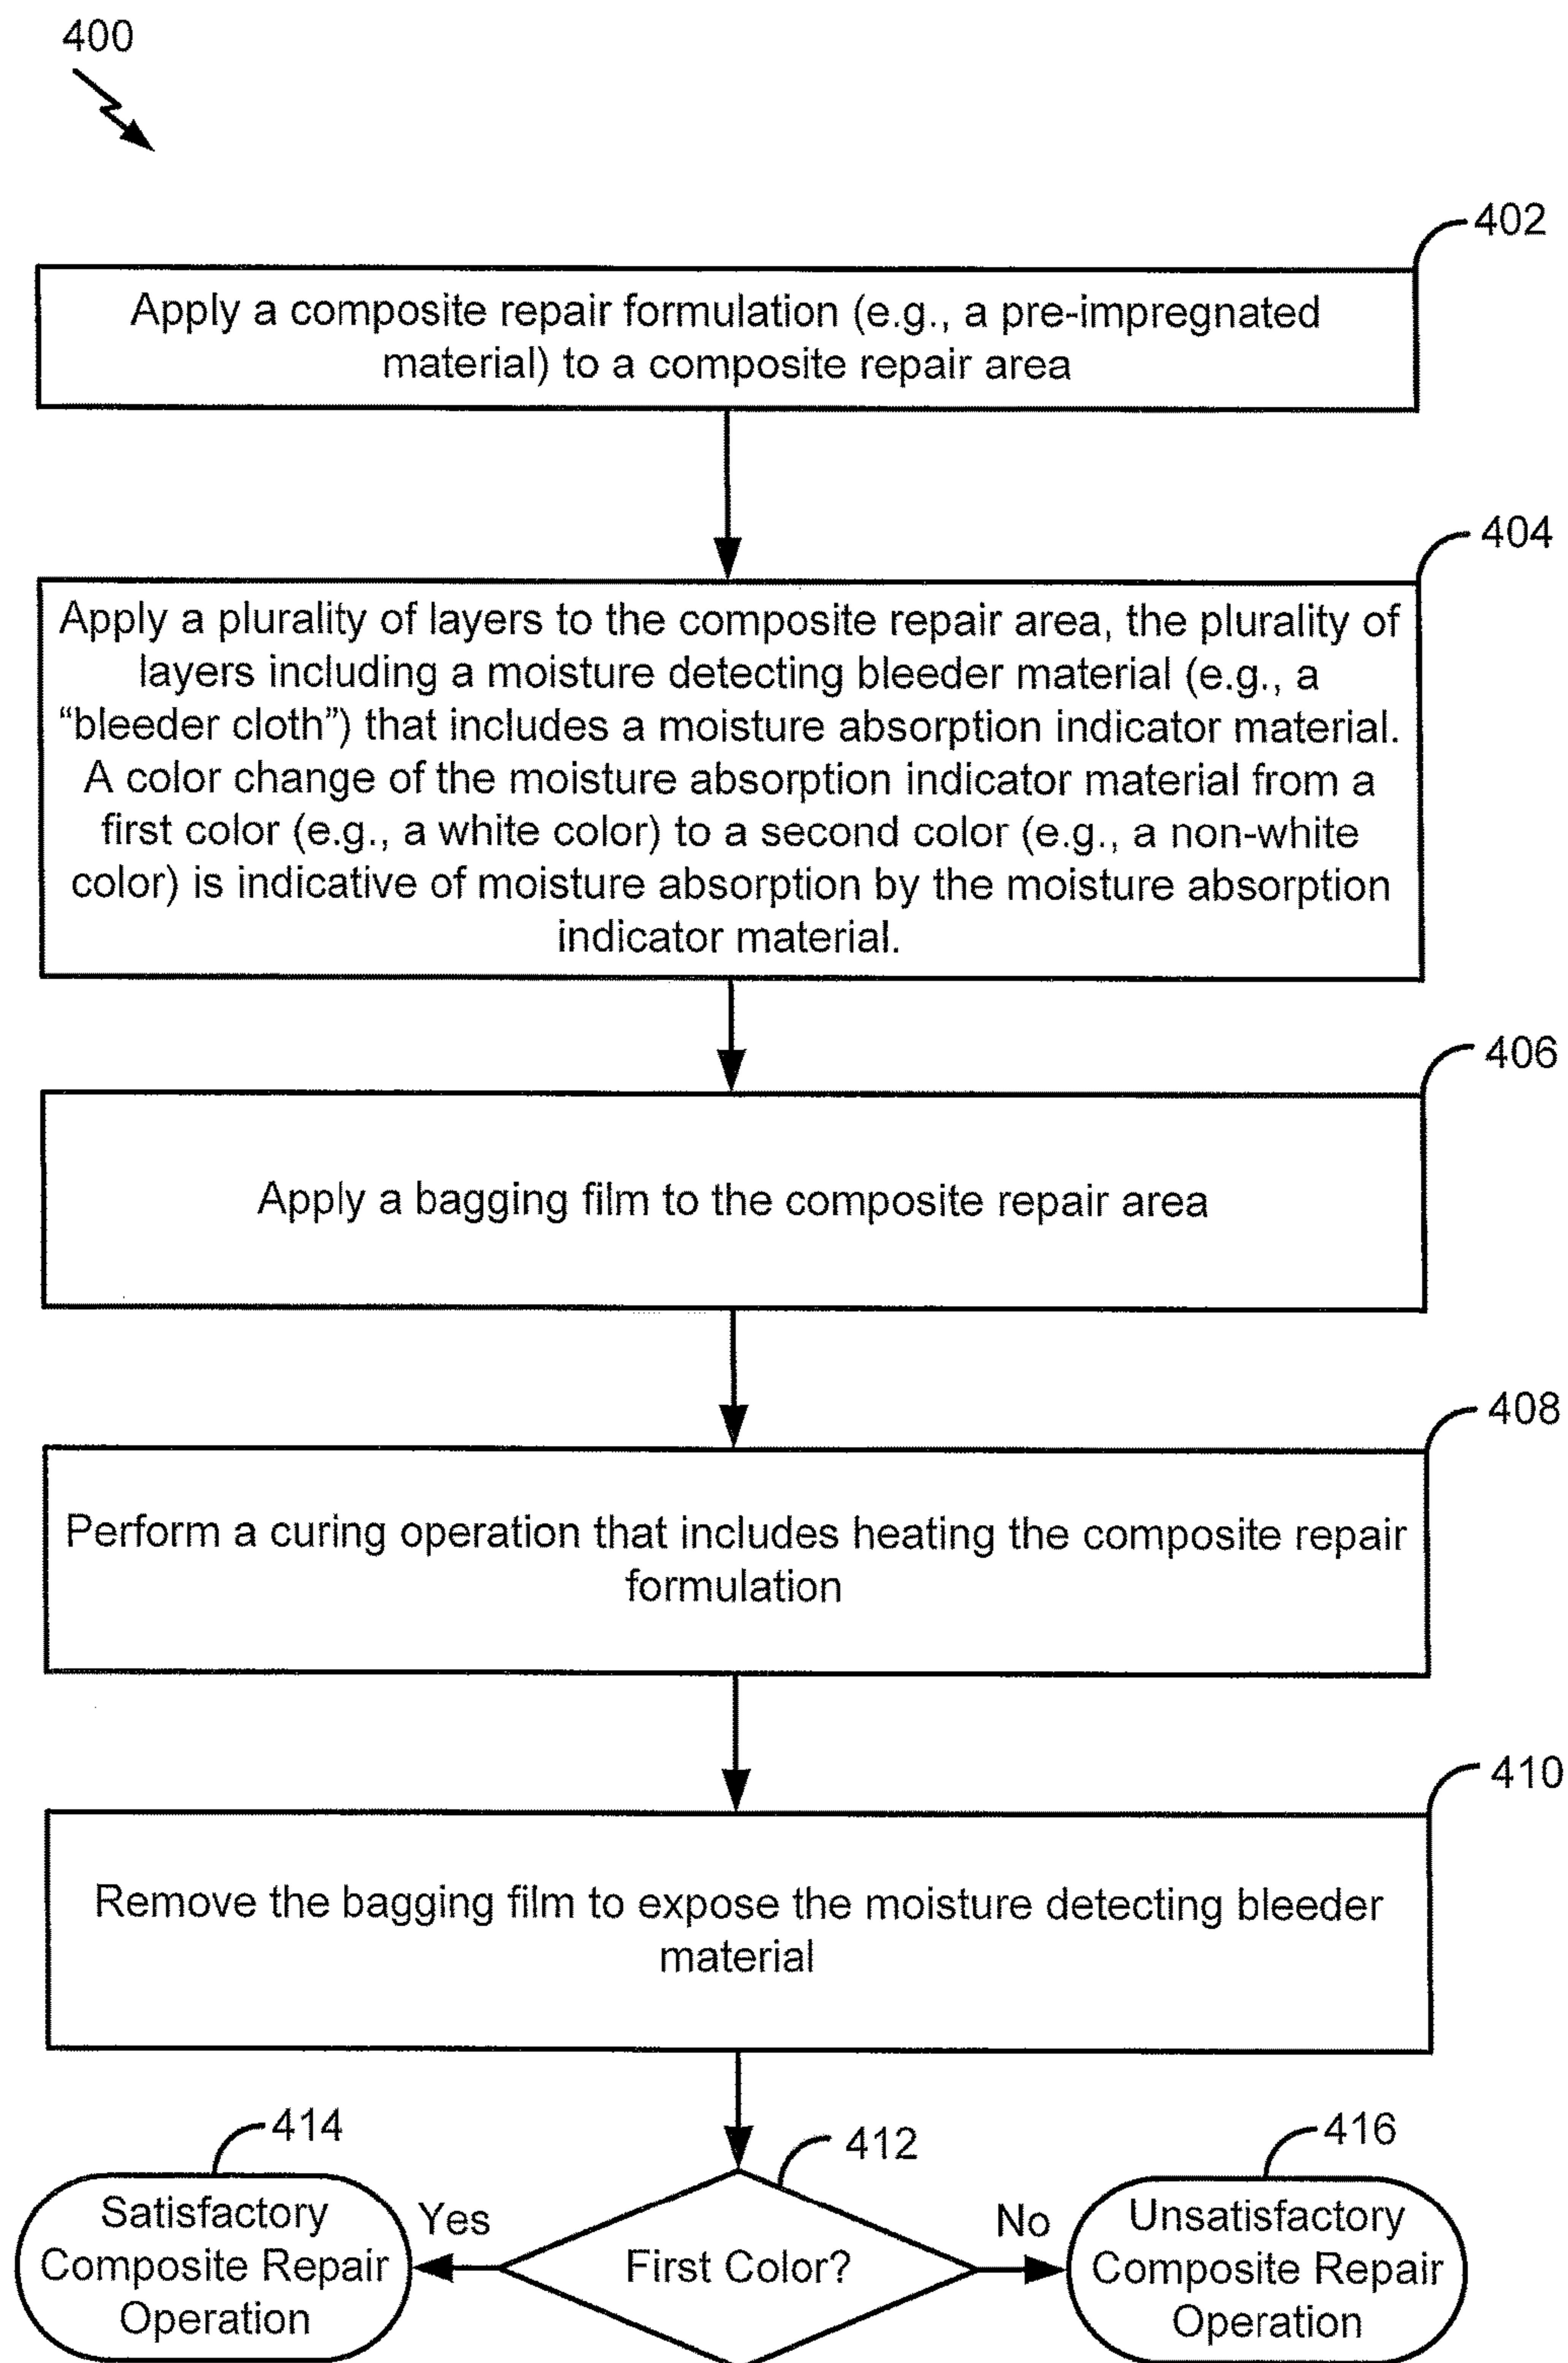 400
402
Apply a composite repair formulation (e.g., a pre-impregnated
material) to a composite repair area
404
Apply a plurality of layers to the composite repair area, the plurality of
layers including a moisture detecting bleeder material (e.g., a
“bleeder cloth”) that includes a moisture absorption indicator material.
A color change of the moisture absorption indicator material from a
first color (e.g., a white color) to a second color (e.g., a non-white
color) is indicative of moisture absorption by the moisture absorption
indicator material.
406
Apply a bagging film to the composite repair area
408
Perform a curing operation that includes heating the composite repair
formulation
410
Remove the bagging film to expose the moisture detecting bleeder
material
414
412
416
Satisfactory
Composite Repair
Operation
Yes
First Color?
No
Unsatisfactory
Composite Repair
Operation